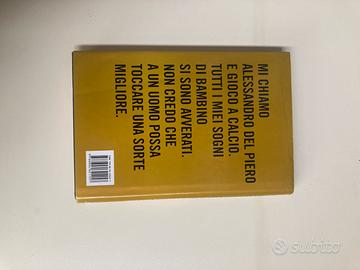 MI CHIAMO
ALESSANDRO DEL PIERO
E GIOCO A CALCIO.
TUTTI I MIEI SOGNI
DI BAMBINO
SI SONO AVVERATI.
NON CREDO CHE
A UN UOMO POSSA
TOCCARE UNA SORTE
MIGLIORE.
subito